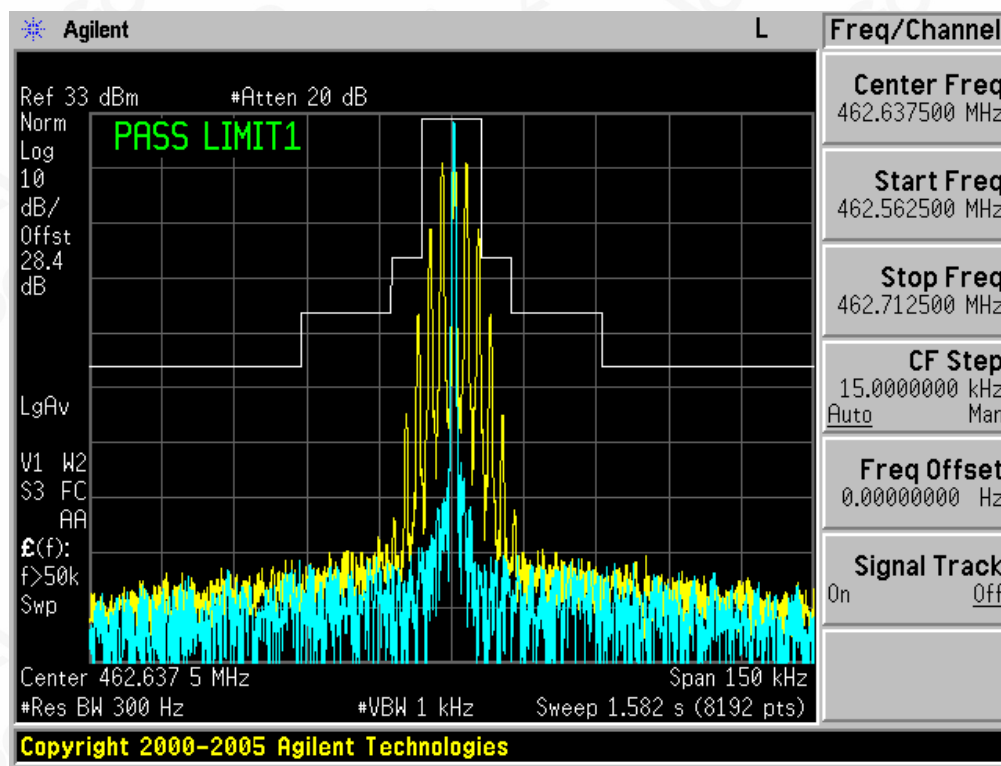 Agilent
L
Freq/Channel
Ref 33 dBm #Atten 20 dB
Norm
Log
10
dB/
Offst
28.4
dB
PASS LIMIT1
LgAv
V1 W2
S3 FC
AA
£(f):
f>50k
Swp
Center 462.637 5 MHz Span 150 kHz
#Res BW 300 Hz #VBW 1 kHz Sweep 1.582 s (8192 pts)
Copyright 2000-2005 Agilent Technologies
Center Freq
462.637500 MHz
Start Freq
462.562500 MHz
Stop Freq
462.712500 MHz
CF Step
15.0000000 kHz
Auto Man
Freq Offset
0.00000000 Hz
Signal Track
On Off